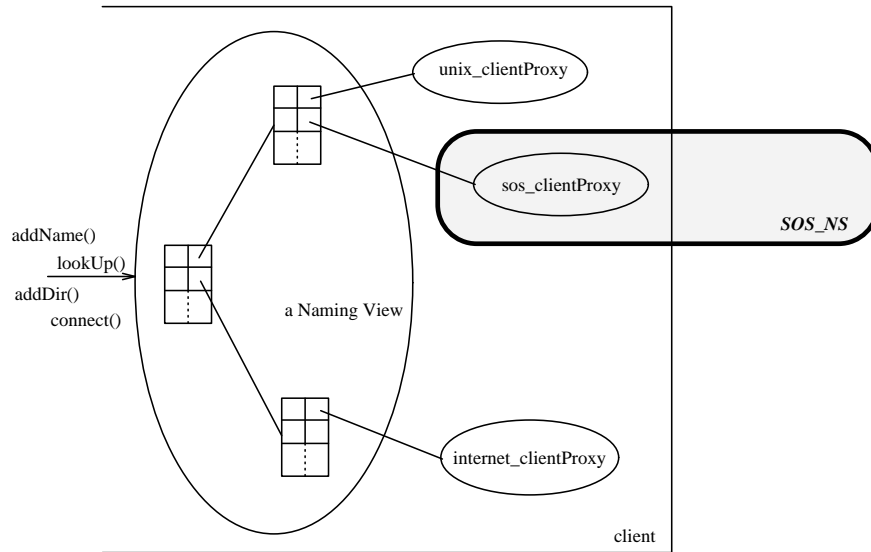 unix_clientProxy
sos_clientProxy
SOS_NS
addName()
lookUp()
addDir()
connect()
a Naming View
internet_clientProxy
client